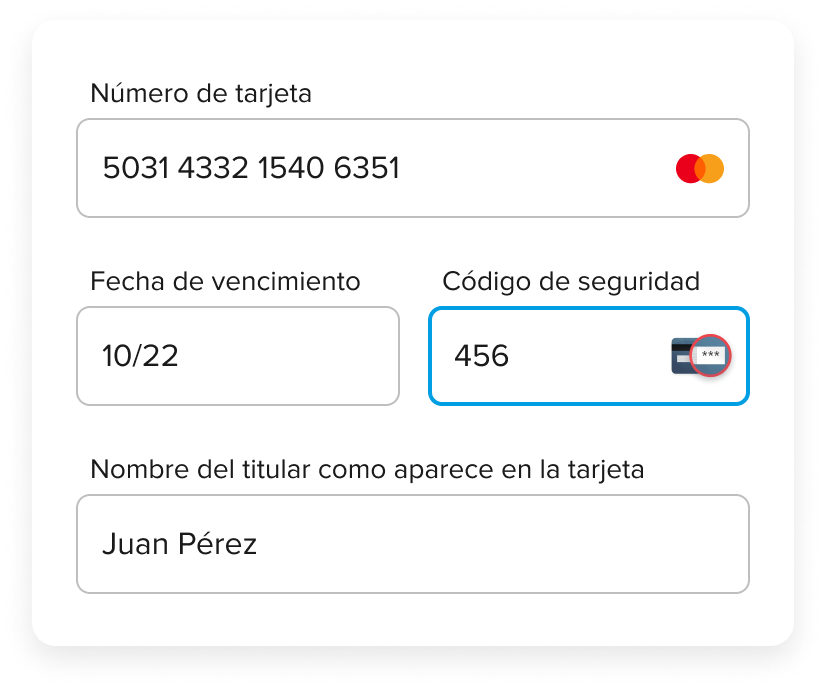 Número de tarjeta
5031 4332 1540 6351
Fecha de vencimiento
Código de seguridad
10/22
456
***
Nombre del titular como aparece en la tarjeta
Juan Pérez